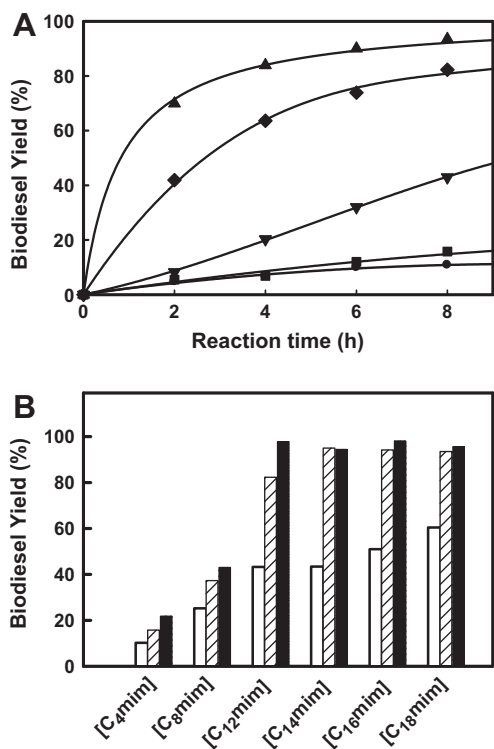 A
Biodiesel Yield (%)
100
80
60
40
20
0
0 2 4 6 8
Reaction time (h)
B
Biodiesel Yield (%)
100
80
60
40
20
0
[C4mim] [C8mim] [C12mim] [C14mim] [C16mim] [C18mim]